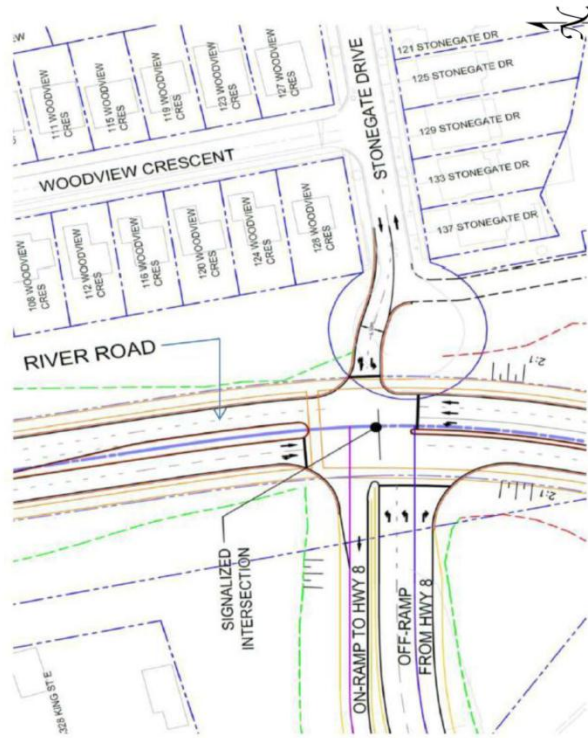 EW
111 WOODVIEW
CRES
115 WOODVIEW
CRES
119 WOODVIEW
CRES
123 WOODVIEW
CRES
127 WOODVIEW
CRES
121 STONEGATE DR
125 STONEGATE DR
129 STONEGATE DR
133 STONEGATE DR
137 STONEGATE DR
STONEGATE DRIVE
WOODVIEW CRESCENT
108 WOODVIEW
CRES
112 WOODVIEW
CRES
116 WOODVIEW
CRES
120 WOODVIEW
CRES
124 WOODVIEW
CRES
128 WOODVIEW
CRES
RIVER ROAD
2:1
2:1
SIGNALIZED
INTERSECTION
ON-RAMP TO HWY 8
OFF-RAMP
FROM HWY 8
328 KING ST E
N